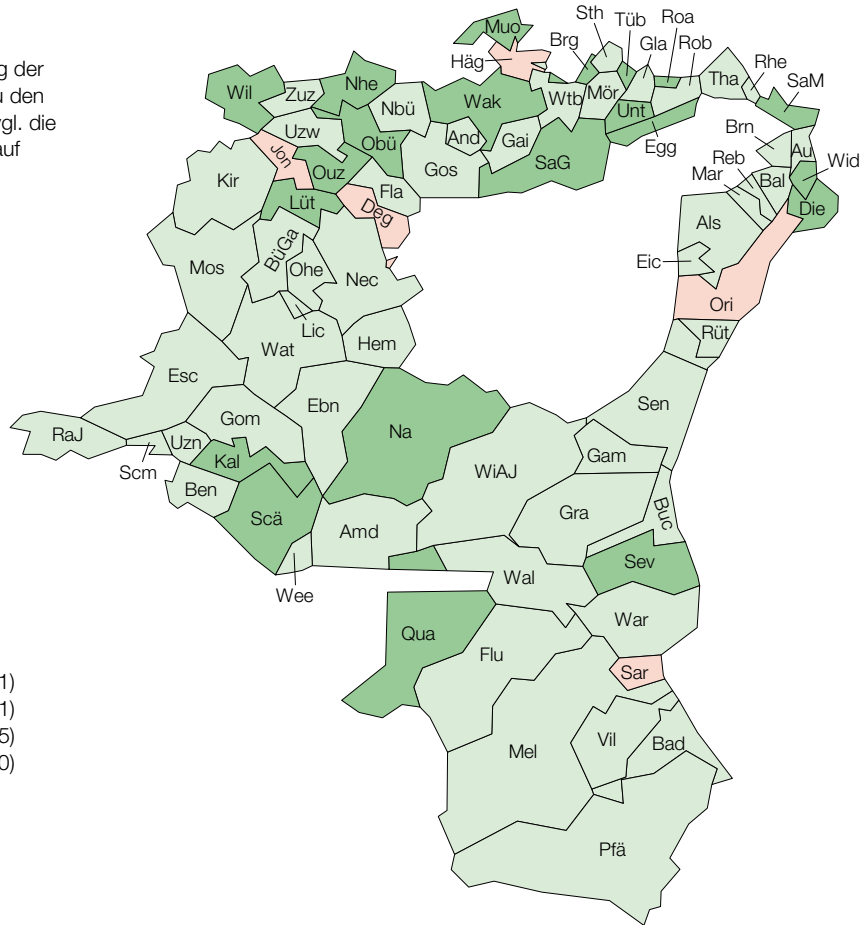 g der
u den
gl. die
auf
Muo
Häg
Brg
Sth
Tüb
Roa
Gla
Rob
Tha
Rhe
SaM
Wil
Zuz
Nhe
Nbü
Wak
Wtb
Mör
Unt
Egg
Uzw
Obü
And
Gai
SaG
Gos
Jon
Ouz
Fla
Kir
Lüt
Deg
Brn
Au
Wid
Reb
Mar
Bal
Die
Als
Eic
Ori
Rüt
Mos
BüGa
Ohe
Nec
Lic
Wat
Hem
Esc
Ebn
Na
Sen
RaJ
Scm
Uzn
Gom
Kal
Ben
Scä
Wee
Amd
WiAJ
Gam
Gra
Buc
Sev
Wal
War
Qua
Flu
Sar
Mel
Vil
Bad
Pfä
1)
1)
5)
0)